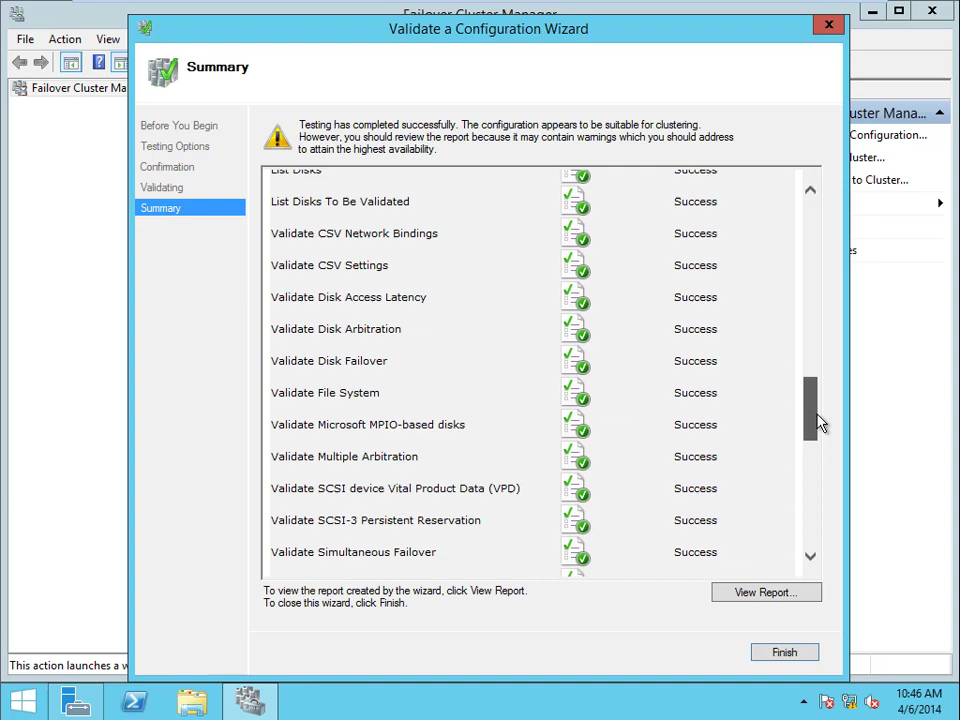 Failover Cluster Manager
Validate a Configuration Wizard
File Action View
Failover Cluster Ma
Summary
Before You Begin
Testing Options
Confirmation
Validating
Summary
Testing has completed successfully. The configuration appears to be suitable for clustering.
However, you should review the report because it may contain warnings which you should address
to attain the highest availability.
List Disks Success
List Disks To Be Validated Success
Validate CSV Network Bindings Success
Validate CSV Settings Success
Validate Disk Access Latency Success
Validate Disk Arbitration Success
Validate Disk Failover Success
Validate File System Success
Validate Microsoft MPIO-based disks Success
Validate Multiple Arbitration Success
Validate SCSI device Vital Product Data (VPD) Success
Validate SCSI-3 Persistent Reservation Success
Validate Simultaneous Failover Success
To view the report created by the wizard, click View Report.
To close this wizard, click Finish.
View Report...
Finish
uster Mana...
Configuration...
luster...
to Cluster...
es
This action launches a w
10:46 AM
4/6/2014